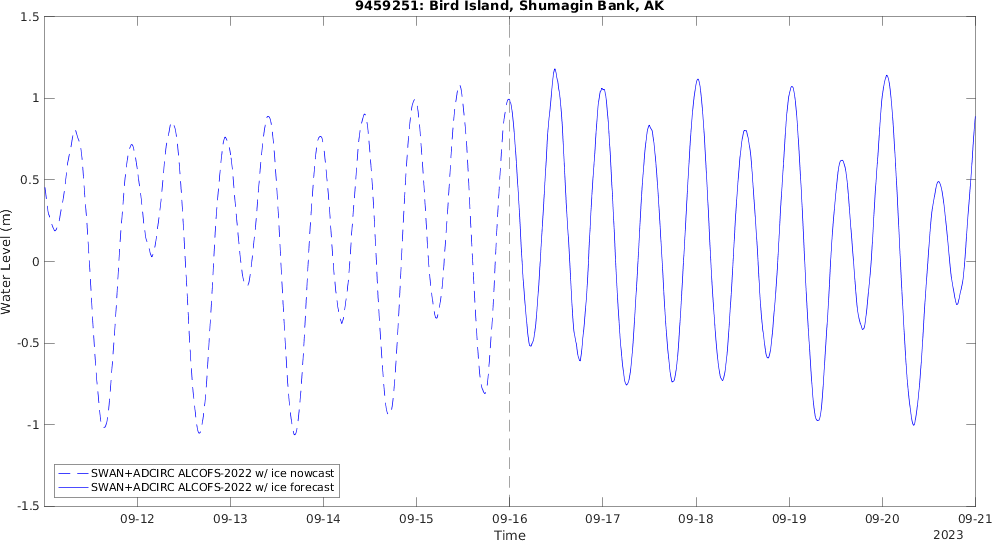 9459251: Bird Island, Shumagin Bank, AK
1.5
1
0.5
0
-0.5
-1
-1.5
Water Level (m)
SWAN+ADCIRC ALCOFS-2022 w/ ice nowcast
SWAN+ADCIRC ALCOFS-2022 w/ ice forecast
09-12 09-13 09-14 09-15 09-16 09-17 09-18 09-19 09-20 09-21
Time
2023